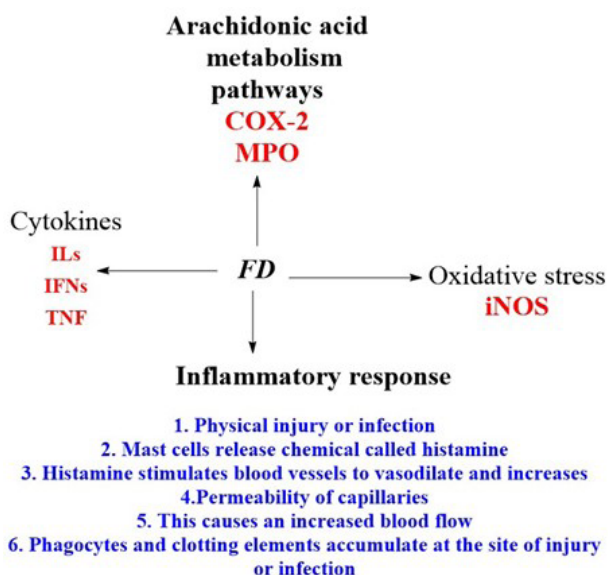 Arachidonic acid
metabolism
pathways
COX-2
MPO
Cytokines
ILs
IFNs
TNF
FD
Oxidative stress
iNOS
Inflammatory response
1. Physical injury or infection
2. Mast cells release chemical called histamine
3. Histamine stimulates blood vessels to vasodilate and increases
4.Permeability of capillaries
5. This causes an increased blood flow
6. Phagocytes and clotting elements accumulate at the site of injury
or infection